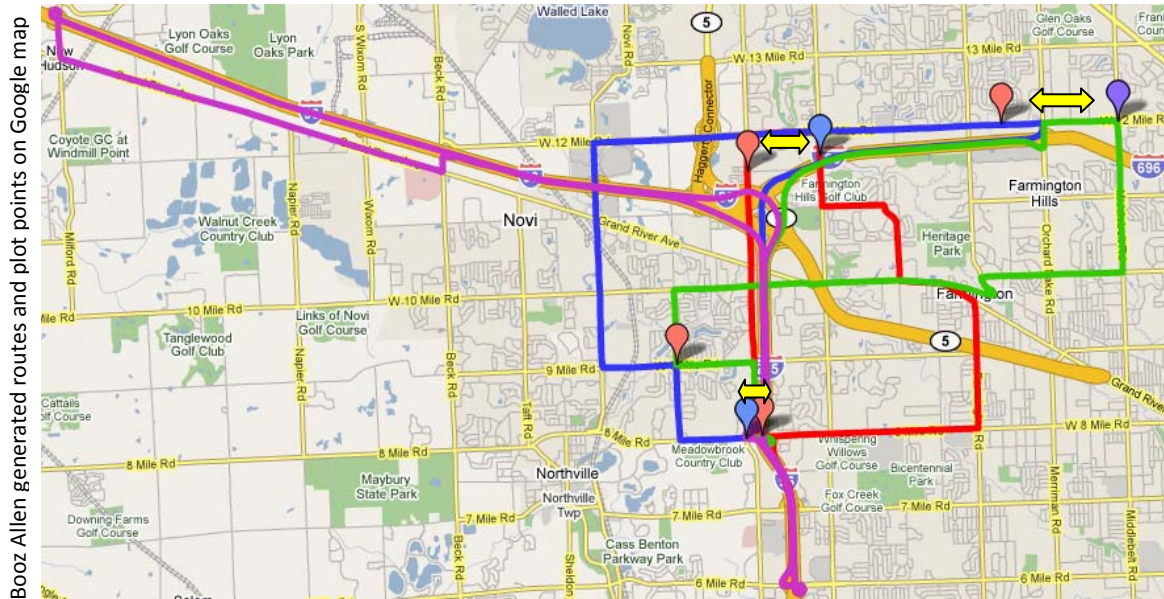 Booz Allen generated routes and plot points on Google map
Walled Lake
5
Glen Oaks
Golf Course
Lyon Oaks
Golf Course
Lyon
Oaks Park
S Wixom Rd
Beck Rd
Novi Rd
W 13 Mile Rd
13 Mile Rd
New
Hudson
Haggerty Connector
W 12 Mile Rd
Coyote GC at
Windmill Point
696
Farmington
Hills Golf Club
Farmington
Hills
Walnut Creek
Country Club
Napier Rd
Wixom Rd
Novi
Grand River Ave
Milford Rd
Heritage
Park
Orchard Lake Rd
W 10 Mile Rd
10 Mile Rd
Mile Rd
Links of Novi
Golf Course
Tanglewood
Golf Club
5
Napier Rd
Beck Rd
9 Mile Rd
Grand River
Cattails
Taft Rd
8 Mile Rd
W 8 Mile Rd
8 Mile Rd
Meadowbrook
Country Club
Whispering
Willows
Golf Course
Bicentennial
Park
Maybury
State Park
Northville
Northville
Twp
Fox Creek
Golf Course
Merriman Rd
Middlebelt Rd
Downing Farms
Golf Course
7 Mile Rd
7 Mile Rd
7 Mile Rd
Beck Rd
Sheldon
Cass Benton
Parkway Park
6 Mile Rd
6 Mile Rd